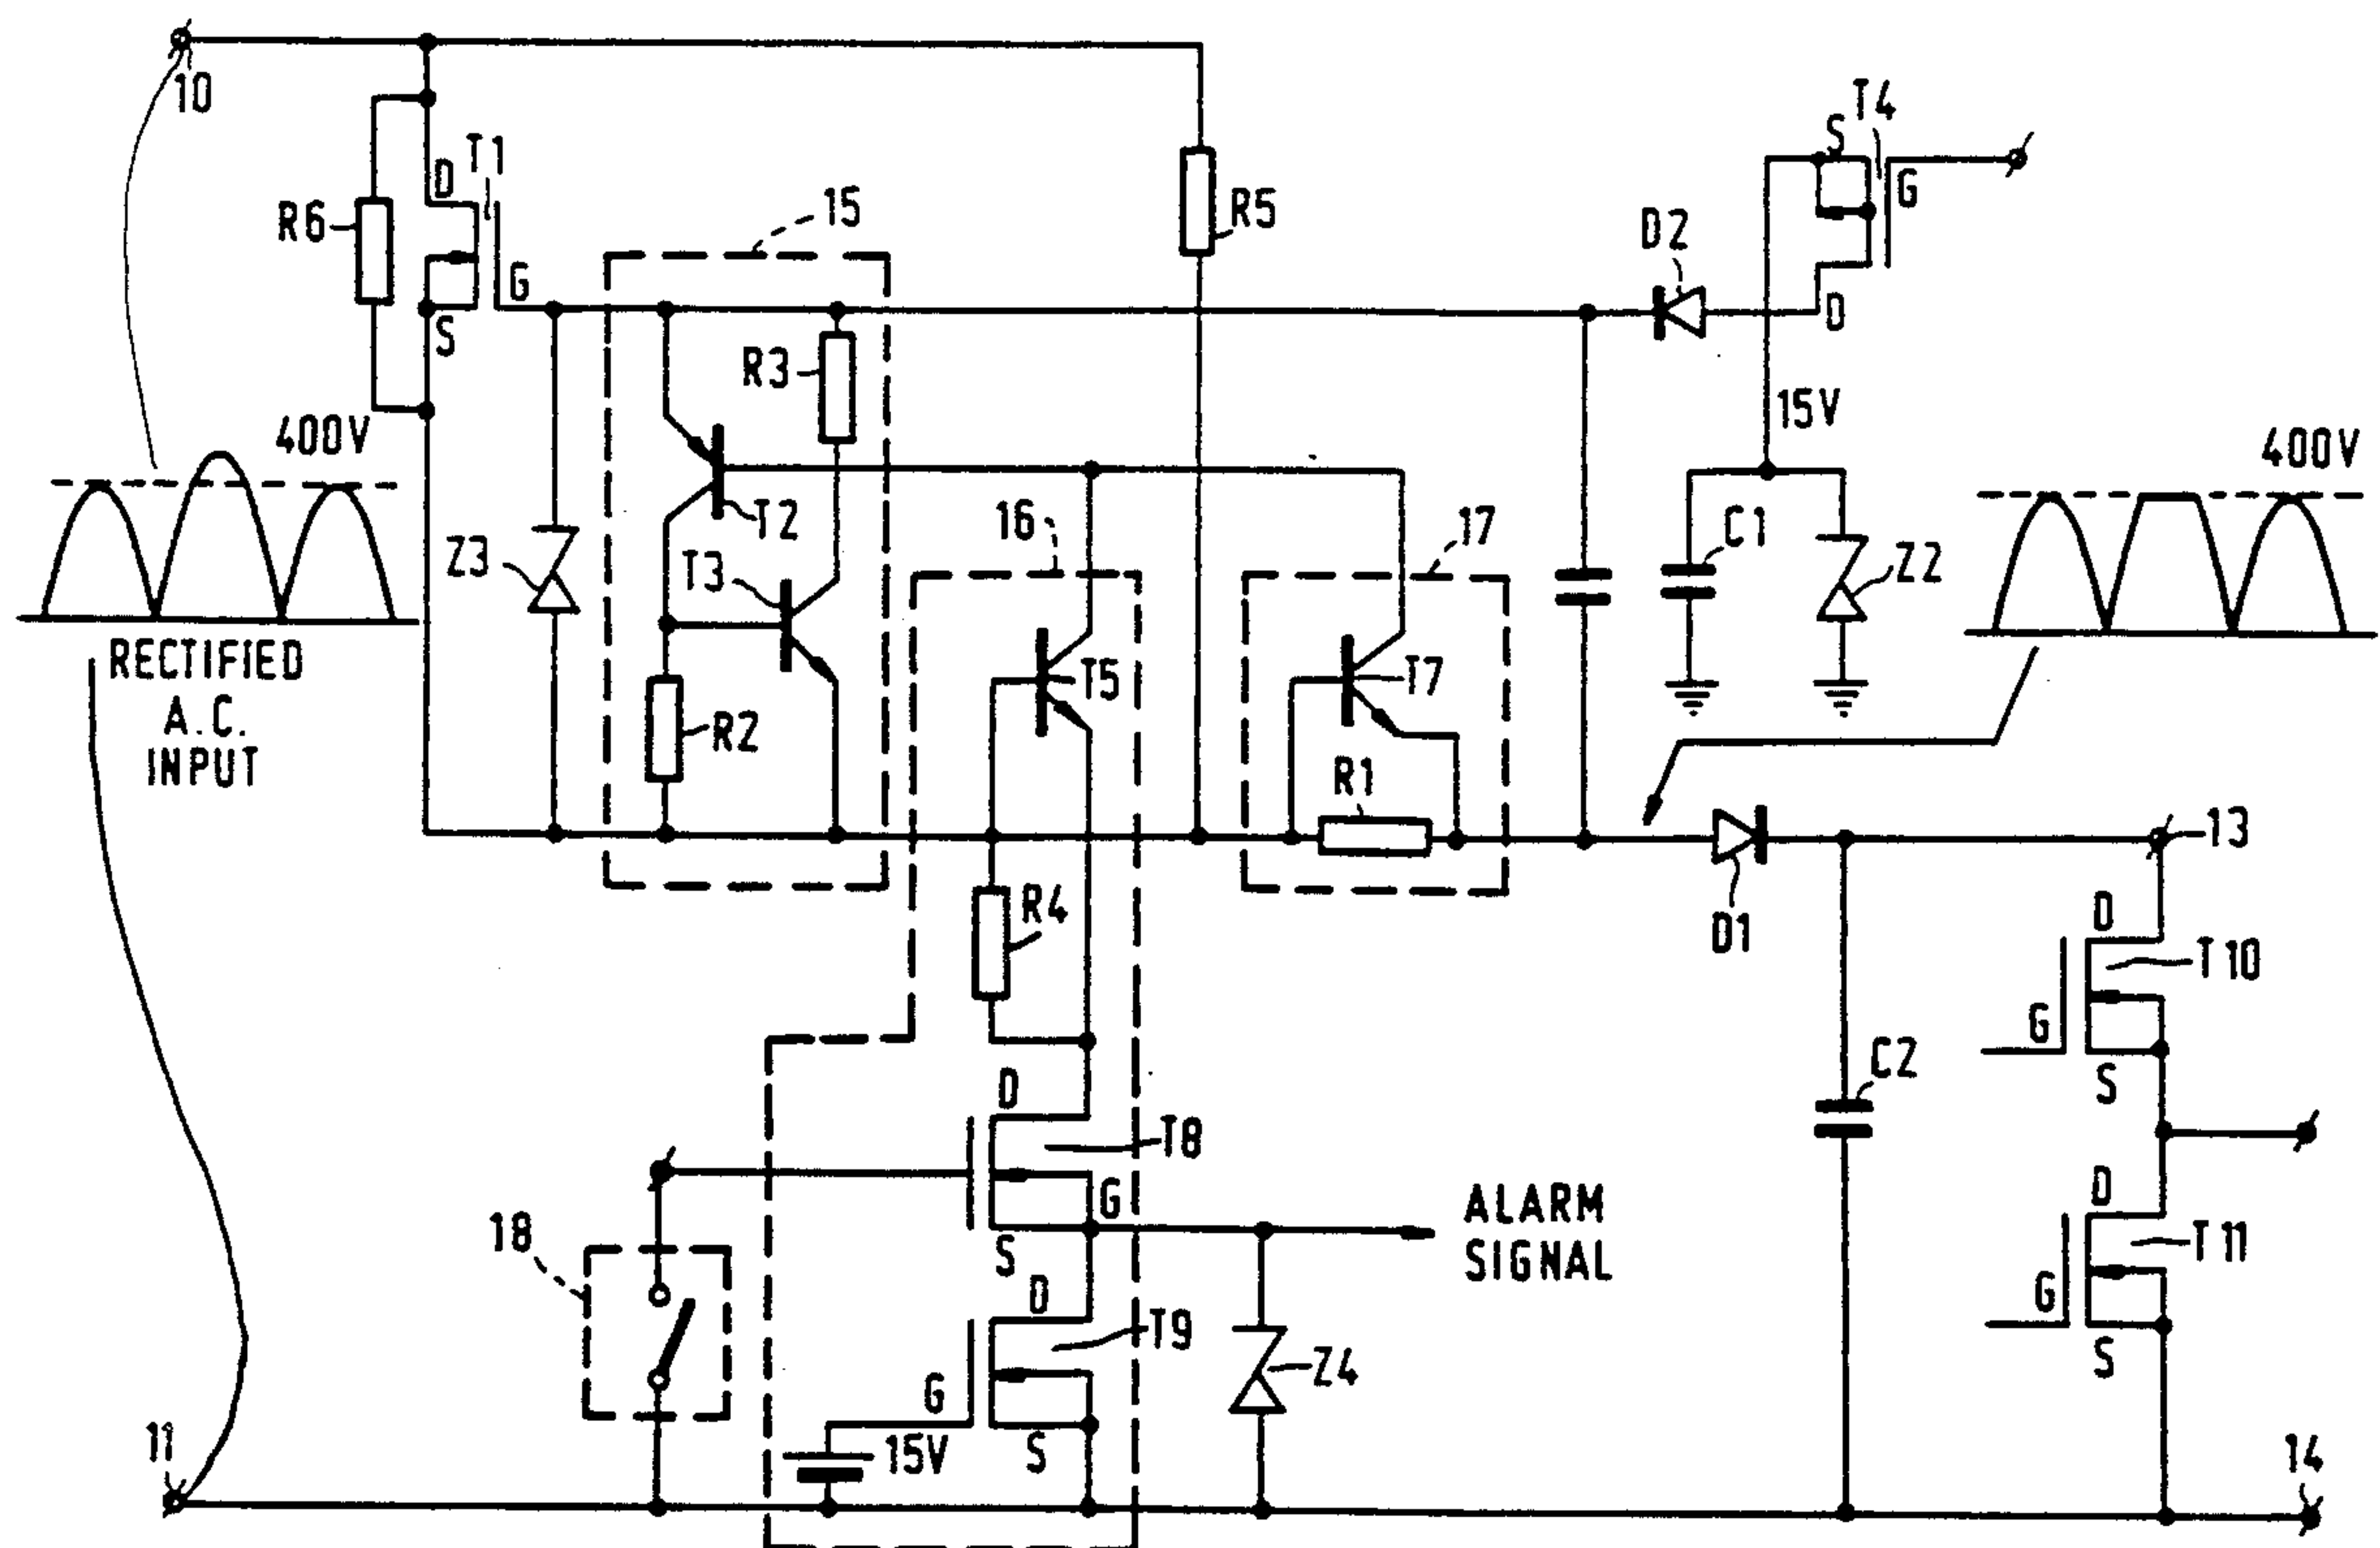 10
T1
D
G
S
R6
15
R5
S
T4
G
D2
D
R3
15V
400V
400V
T2
16
17
C1
Z2
Z3
T3
T5
T7
RECTIFIED
A.C.
INPUT
R2
R1
13
R4
D1
D
T10
G
S
C2
D
T8
G
S
ALARM
SIGNAL
18
D
T9
G
S
15V
Z4
D
T11
G
S
11
14